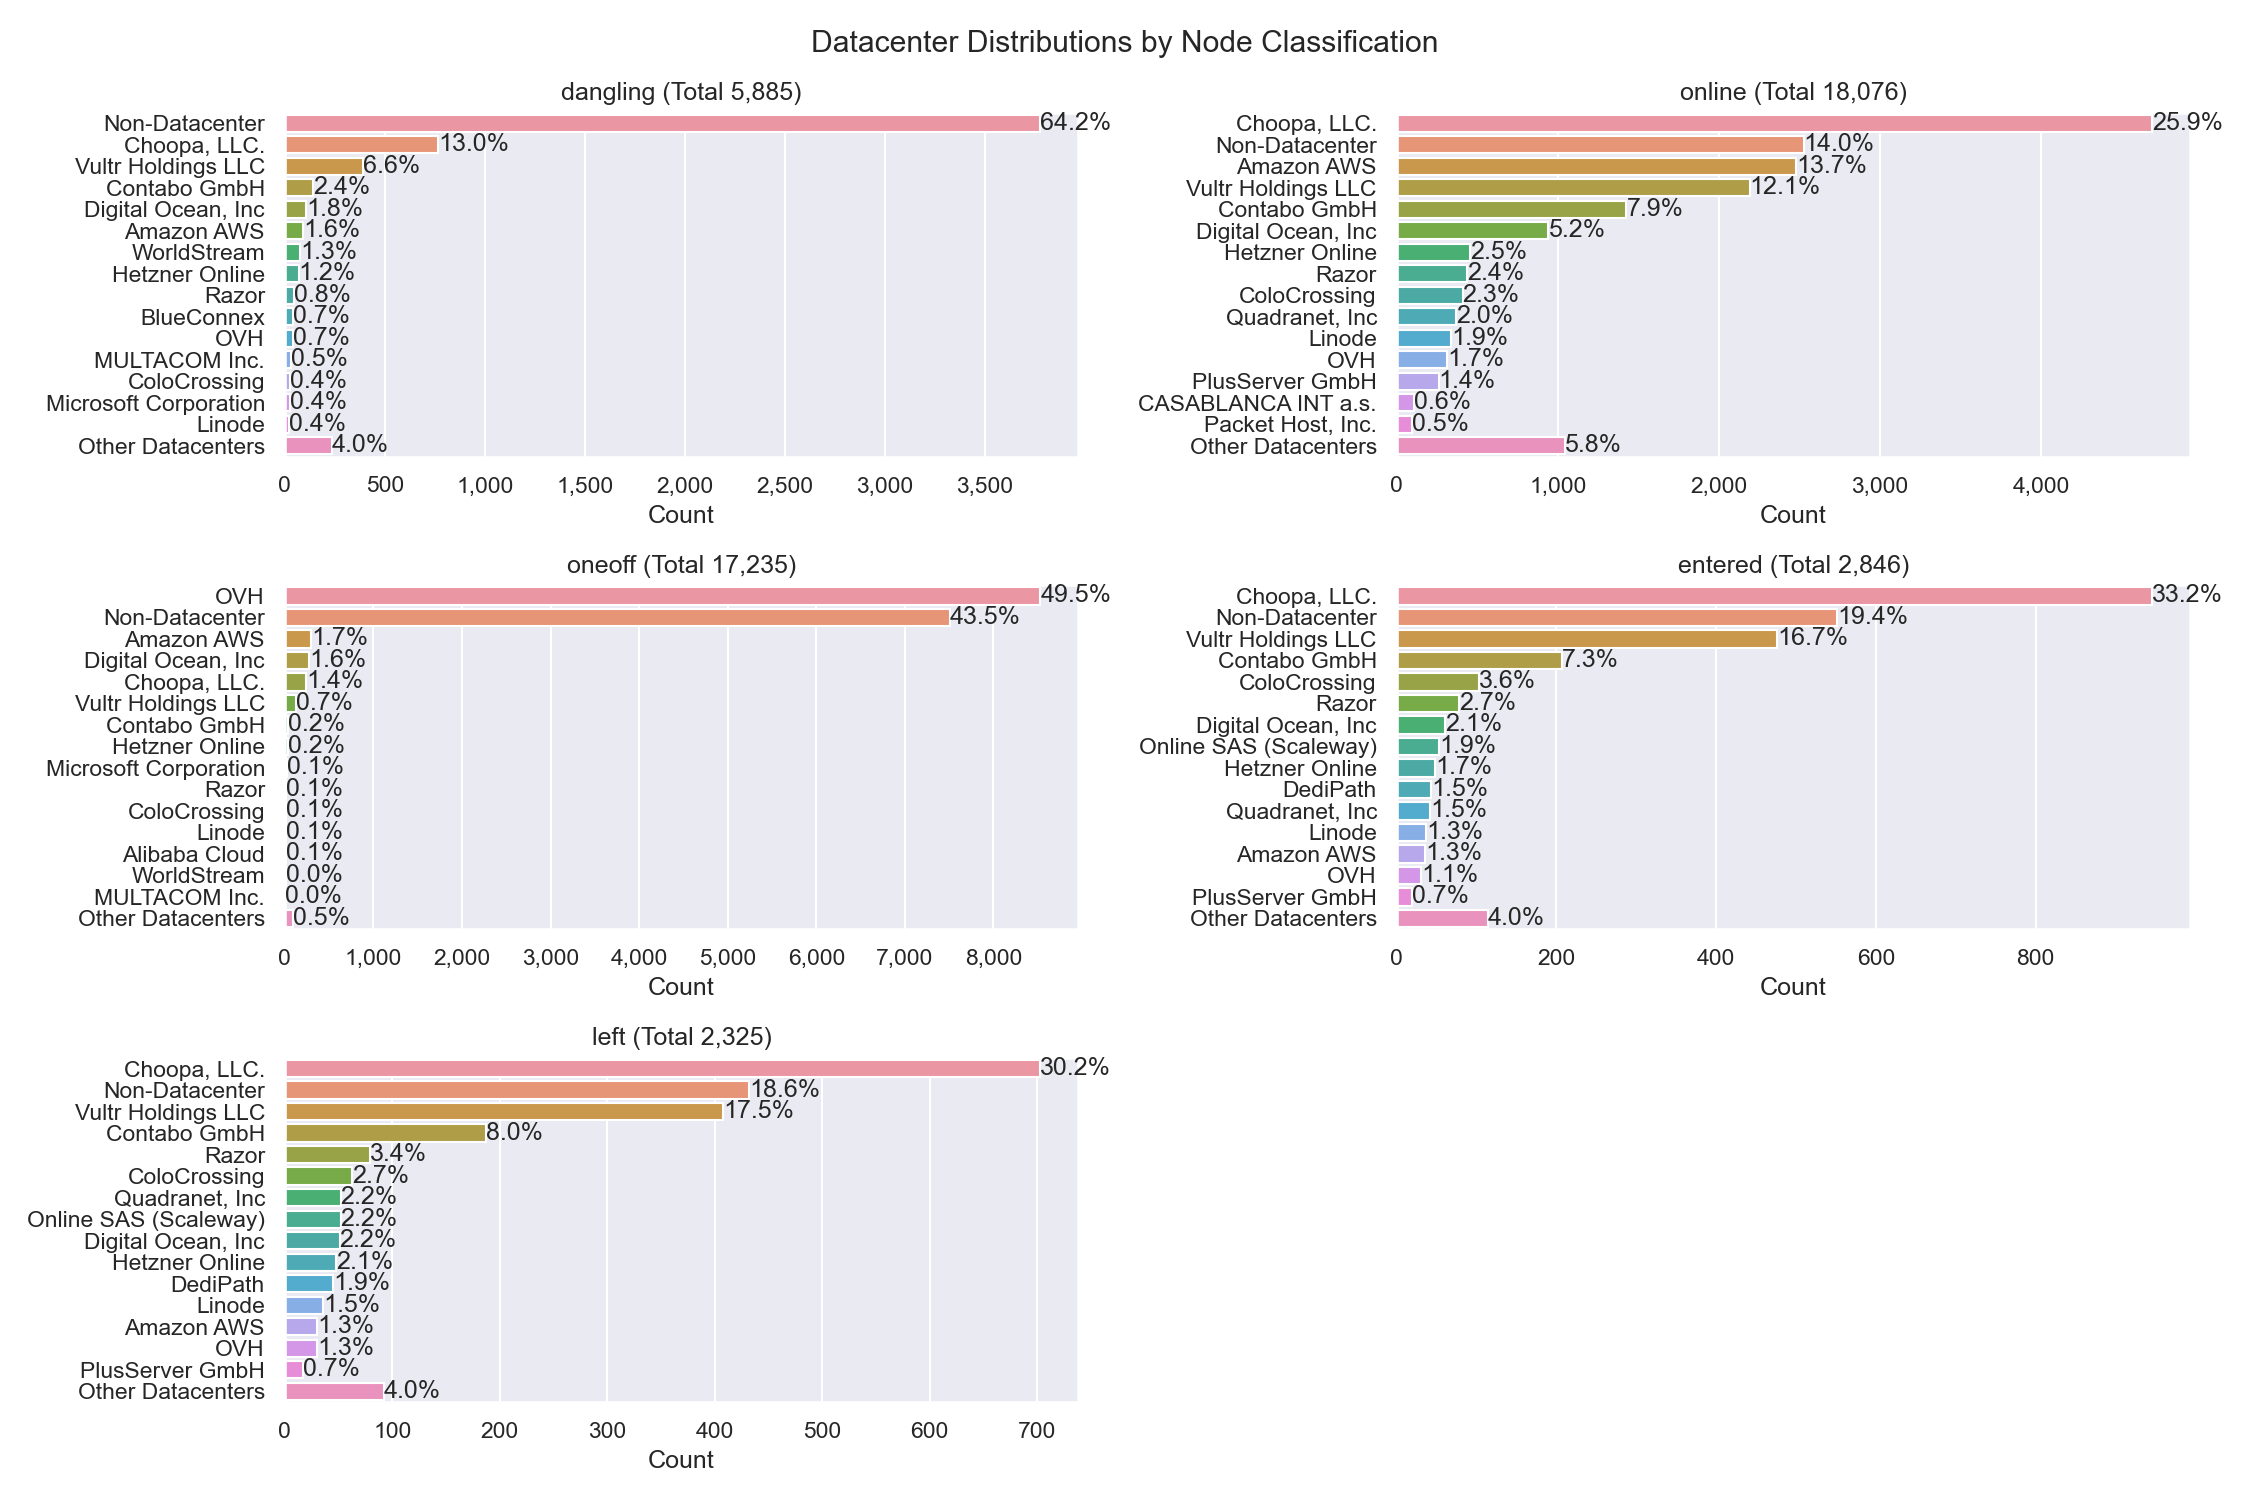 Datacenter Distributions by Node Classification
dangling (Total 5,885)
Non-Datacenter 64.2%
Choopa, LLC. 13.0%
Vultr Holdings LLC 6.6%
Contabo GmbH 2.4%
Digital Ocean, Inc 1.8%
Amazon AWS 1.6%
WorldStream 1.3%
Hetzner Online 1.2%
Razor 0.8%
BlueConnex 0.7%
OVH 0.7%
MULTACOM Inc. 0.5%
ColoCrossing 0.4%
Microsoft Corporation 0.4%
Linode 0.4%
Other Datacenters 4.0%
0 500 1,000 1,500 2,000 2,500 3,000 3,500
Count
online (Total 18,076)
Choopa, LLC. 25.9%
Non-Datacenter 14.0%
Amazon AWS 13.7%
Vultr Holdings LLC 12.1%
Contabo GmbH 7.9%
Digital Ocean, Inc 5.2%
Hetzner Online 2.5%
Razor 2.4%
ColoCrossing 2.3%
Quadranet, Inc 2.0%
Linode 1.9%
OVH 1.7%
PlusServer GmbH 1.4%
CASABLANCA INT a.s. 0.6%
Packet Host, Inc. 0.5%
Other Datacenters 5.8%
0 1,000 2,000 3,000 4,000
Count
oneoff (Total 17,235)
OVH 49.5%
Non-Datacenter 43.5%
Amazon AWS 1.7%
Digital Ocean, Inc 1.6%
Choopa, LLC. 1.4%
Vultr Holdings LLC 0.7%
Contabo GmbH 0.2%
Hetzner Online 0.2%
Microsoft Corporation 0.1%
Razor 0.1%
ColoCrossing 0.1%
Linode 0.1%
Alibaba Cloud 0.1%
WorldStream 0.0%
MULTACOM Inc. 0.0%
Other Datacenters 0.5%
0 1,000 2,000 3,000 4,000 5,000 6,000 7,000 8,000
Count
entered (Total 2,846)
Choopa, LLC. 33.2%
Non-Datacenter 19.4%
Vultr Holdings LLC 16.7%
Contabo GmbH 7.3%
ColoCrossing 3.6%
Razor 2.7%
Digital Ocean, Inc 2.1%
Online SAS (Scaleway) 1.9%
Hetzner Online 1.7%
DediPath 1.5%
Quadranet, Inc 1.5%
Linode 1.3%
Amazon AWS 1.3%
OVH 1.1%
PlusServer GmbH 0.7%
Other Datacenters 4.0%
0 200 400 600 800
Count
left (Total 2,325)
Choopa, LLC. 30.2%
Non-Datacenter 18.6%
Vultr Holdings LLC 17.5%
Contabo GmbH 8.0%
Razor 3.4%
ColoCrossing 2.7%
Quadranet, Inc 2.2%
Online SAS (Scaleway) 2.2%
Digital Ocean, Inc 2.2%
Hetzner Online 2.1%
DediPath 1.9%
Linode 1.5%
Amazon AWS 1.3%
OVH 1.3%
PlusServer GmbH 0.7%
Other Datacenters 4.0%
0 100 200 300 400 500 600 700
Count